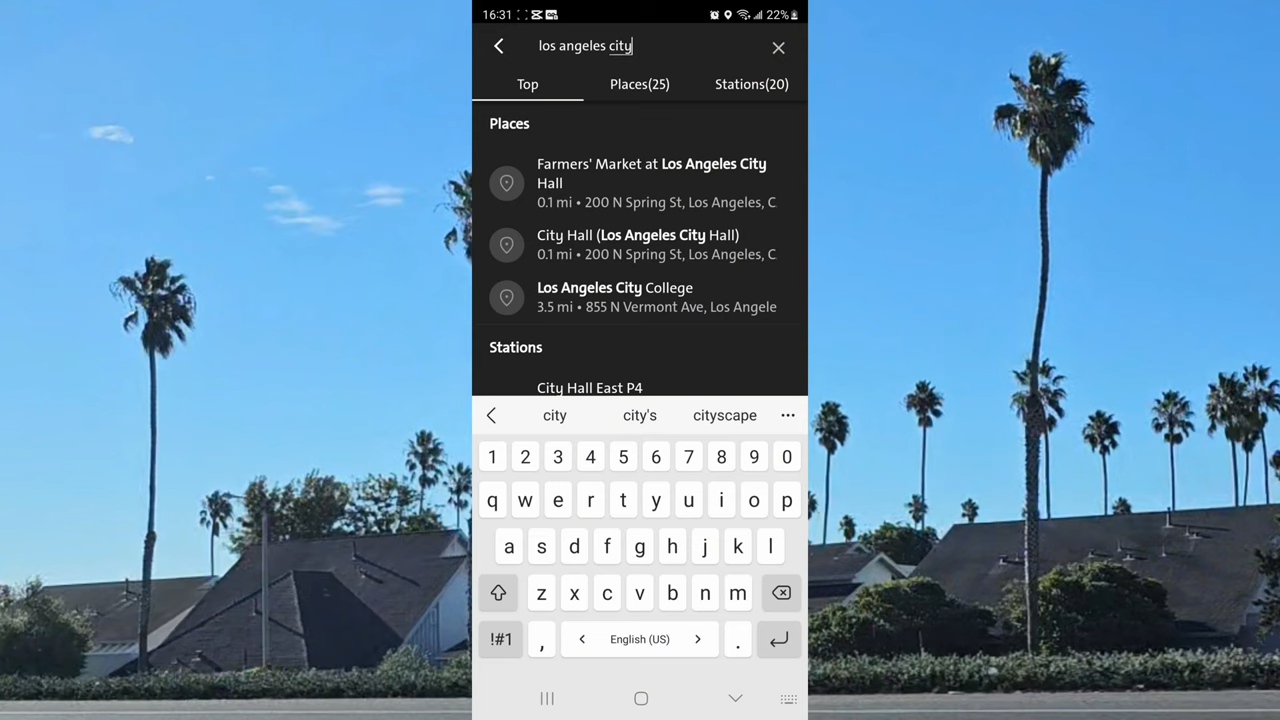 16:31 22%
los angeles city
Top Places(25) Stations(20)
Places
Farmers' Market at Los Angeles City
Hall
0.1 mi • 200 N Spring St, Los Angeles, C
City Hall (Los Angeles City Hall)
0.1 mi • 200 N Spring St, Los Angeles, C
Los Angeles City College
3.5 mi • 855 N Vermont Ave, Los Angele
Stations
City Hall East P4
city city's cityscape
1 2 3 4 5 6 7 8 9 0
q w e r t y u i o p
a s d f g h j k l
z x c v b n m
!#1 , English (US) .